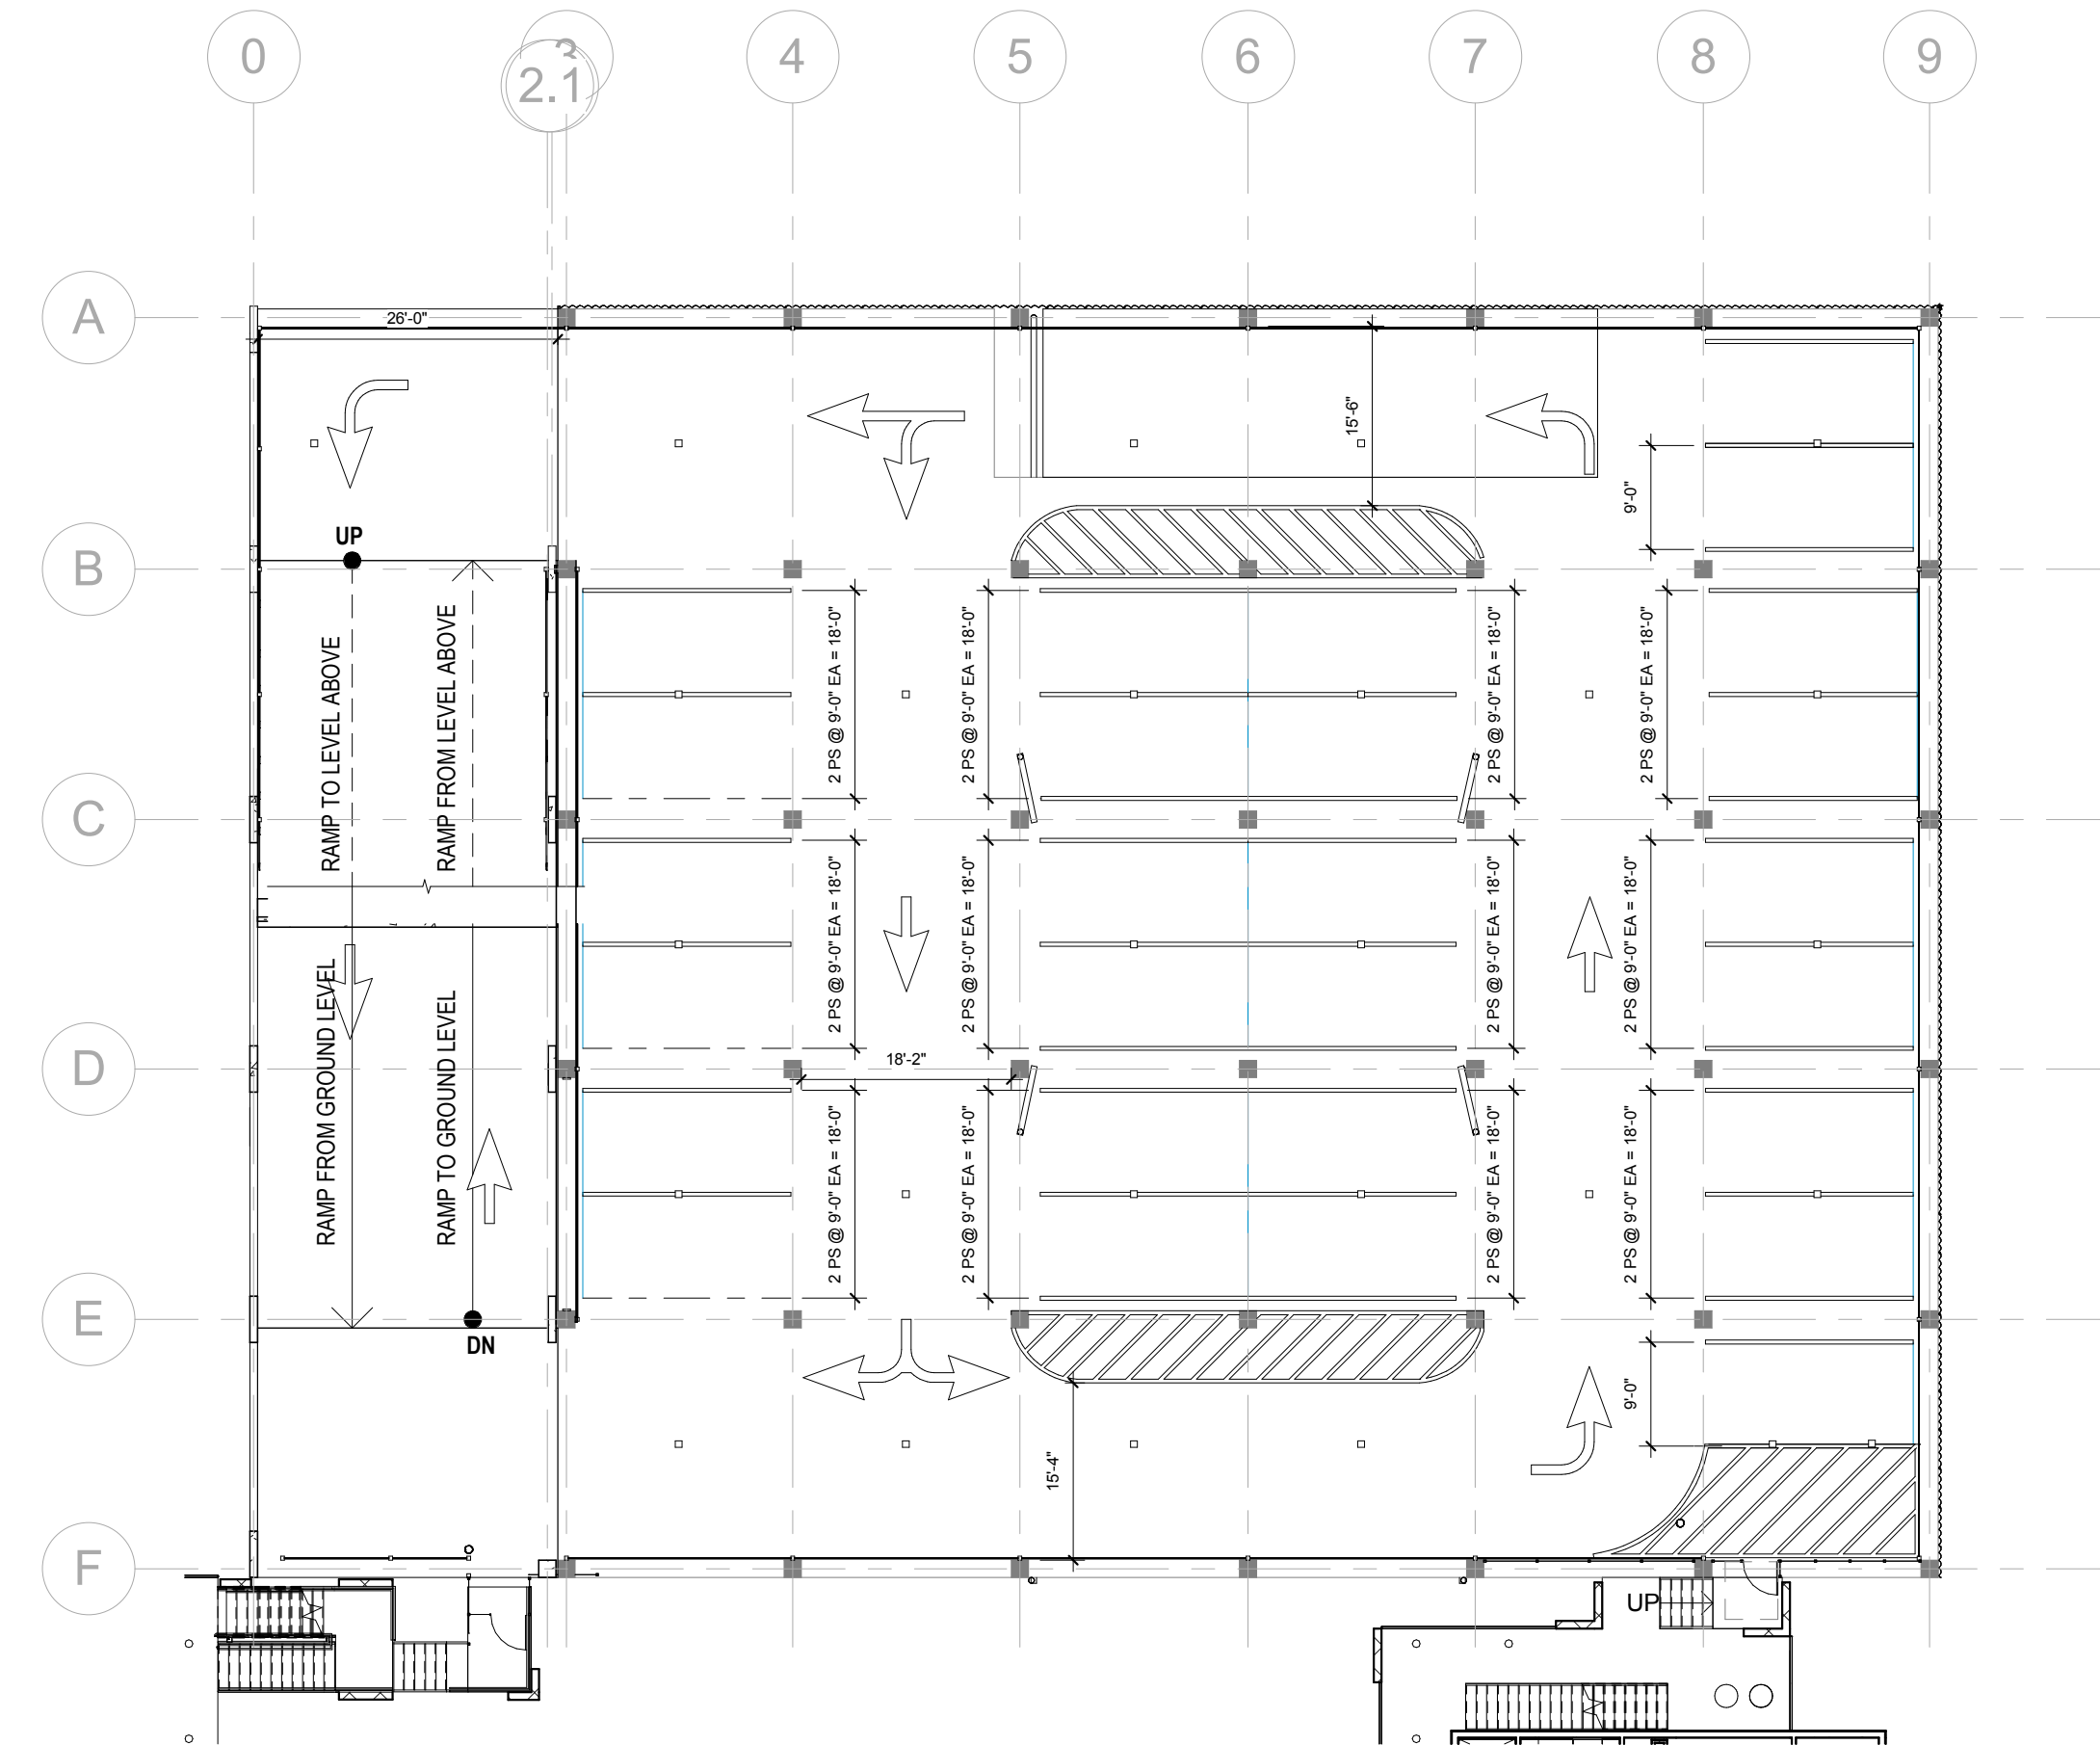 0
3
2.1
4
5
6
7
8
9
A
26'-0"
15'-6"
9'-0"
UP
B
RAMP TO LEVEL ABOVE
RAMP FROM LEVEL ABOVE
2 PS @ 9'-0" EA = 18'-0"
2 PS @ 9'-0" EA = 18'-0"
2 PS @ 9'-0" EA = 18'-0"
2 PS @ 9'-0" EA = 18'-0"
C
2 PS @ 9'-0" EA = 18'-0"
2 PS @ 9'-0" EA = 18'-0"
2 PS @ 9'-0" EA = 18'-0"
2 PS @ 9'-0" EA = 18'-0"
RAMP FROM GROUND LEVEL
RAMP TO GROUND LEVEL
18'-2"
D
2 PS @ 9'-0" EA = 18'-0"
2 PS @ 9'-0" EA = 18'-0"
2 PS @ 9'-0" EA = 18'-0"
2 PS @ 9'-0" EA = 18'-0"
E
DN
9'-0"
15'-4"
F
UP